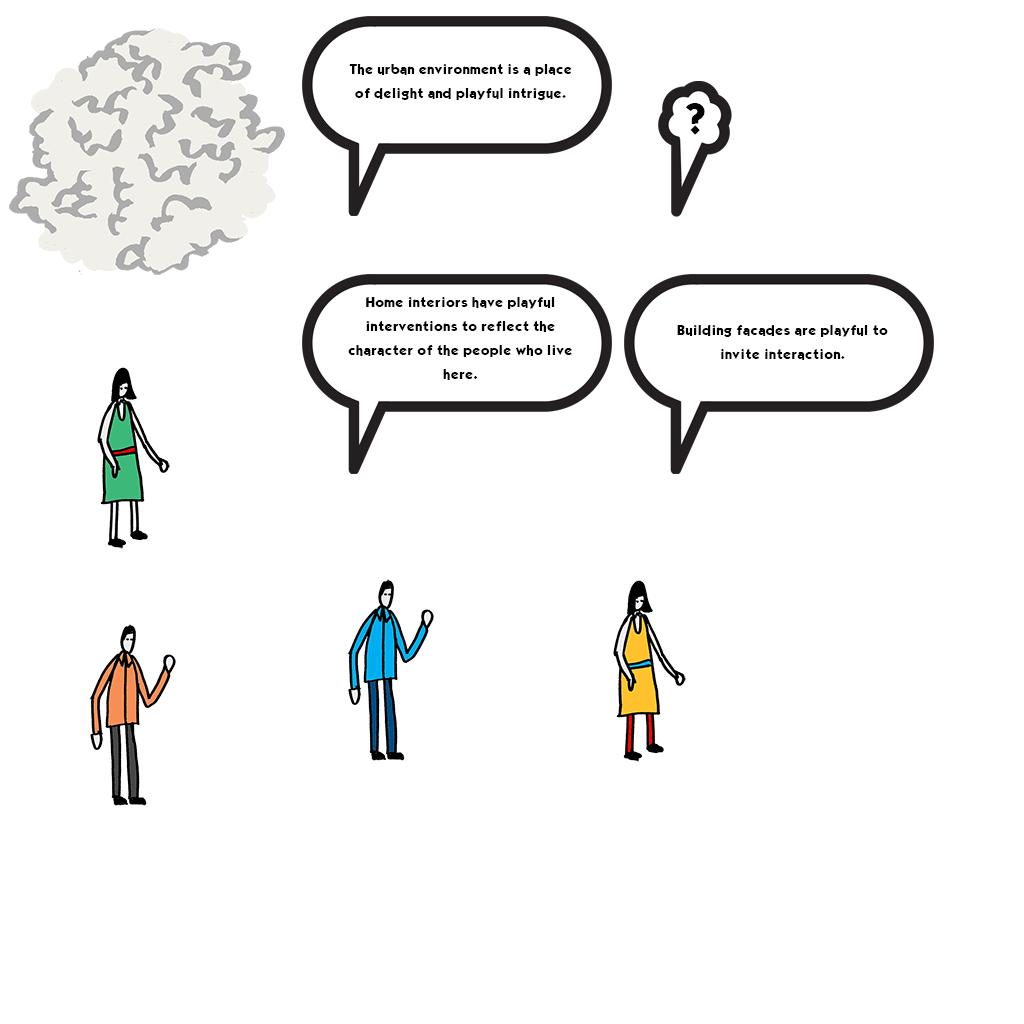 The urban environment is a place
of delight and playful intrigue.
?
Home interiors have playful
interventions to reflect the
character of the people who live
here.
Building facades are playful to
invite interaction.